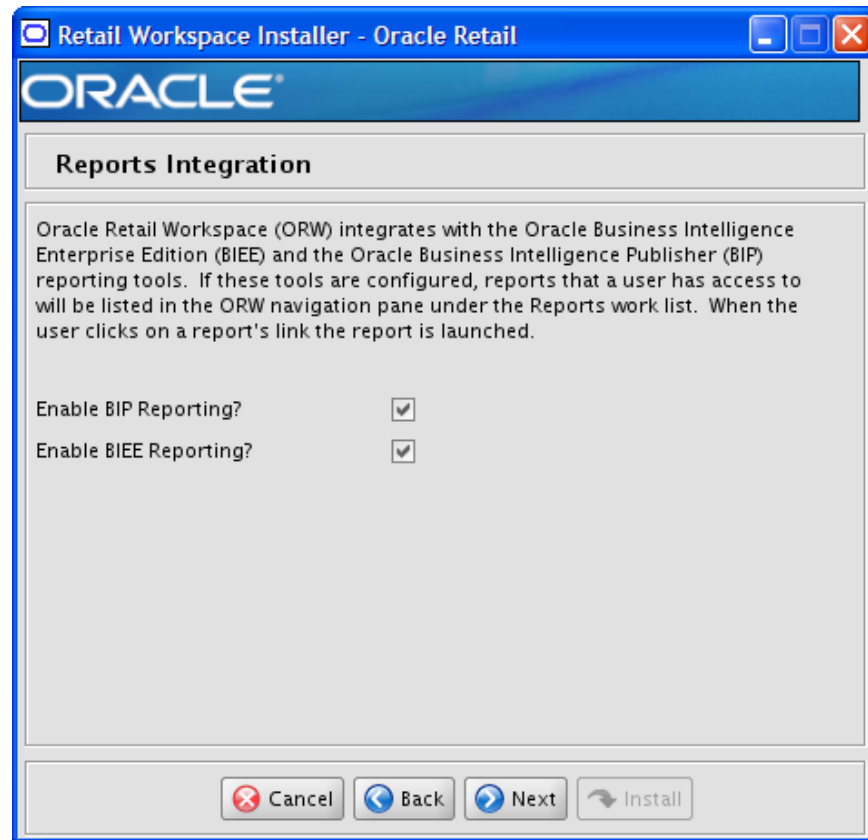 Retail Workspace Installer - Oracle Retail
ORACLE®
Reports Integration
Oracle Retail Workspace (ORW) integrates with the Oracle Business Intelligence
Enterprise Edition (BIEE) and the Oracle Business Intelligence Publisher (BIP)
reporting tools.  If these tools are configured, reports that a user has access to
will be listed in the ORW navigation pane under the Reports work list.  When the
user clicks on a report's link the report is launched.
Enable BIP Reporting?
Enable BIEE Reporting?
Cancel Back Next Install